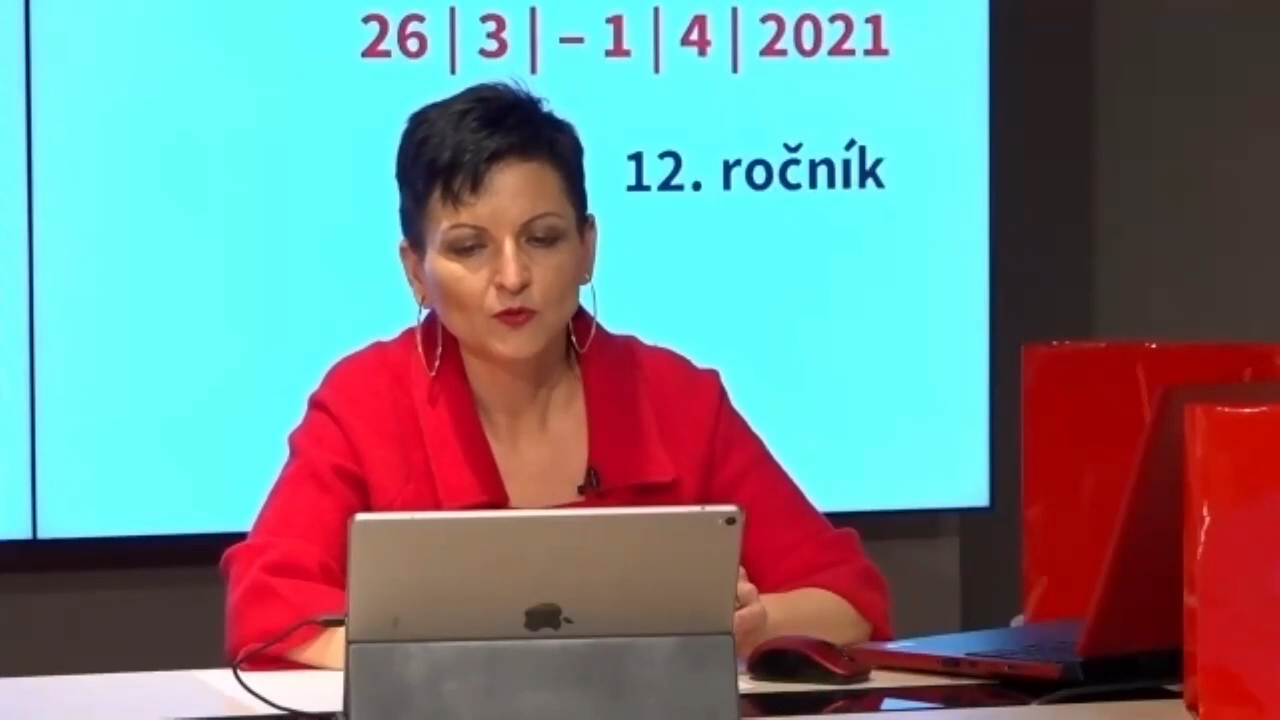 26 | 3 | – 1 | 4 | 2021
12. ročník